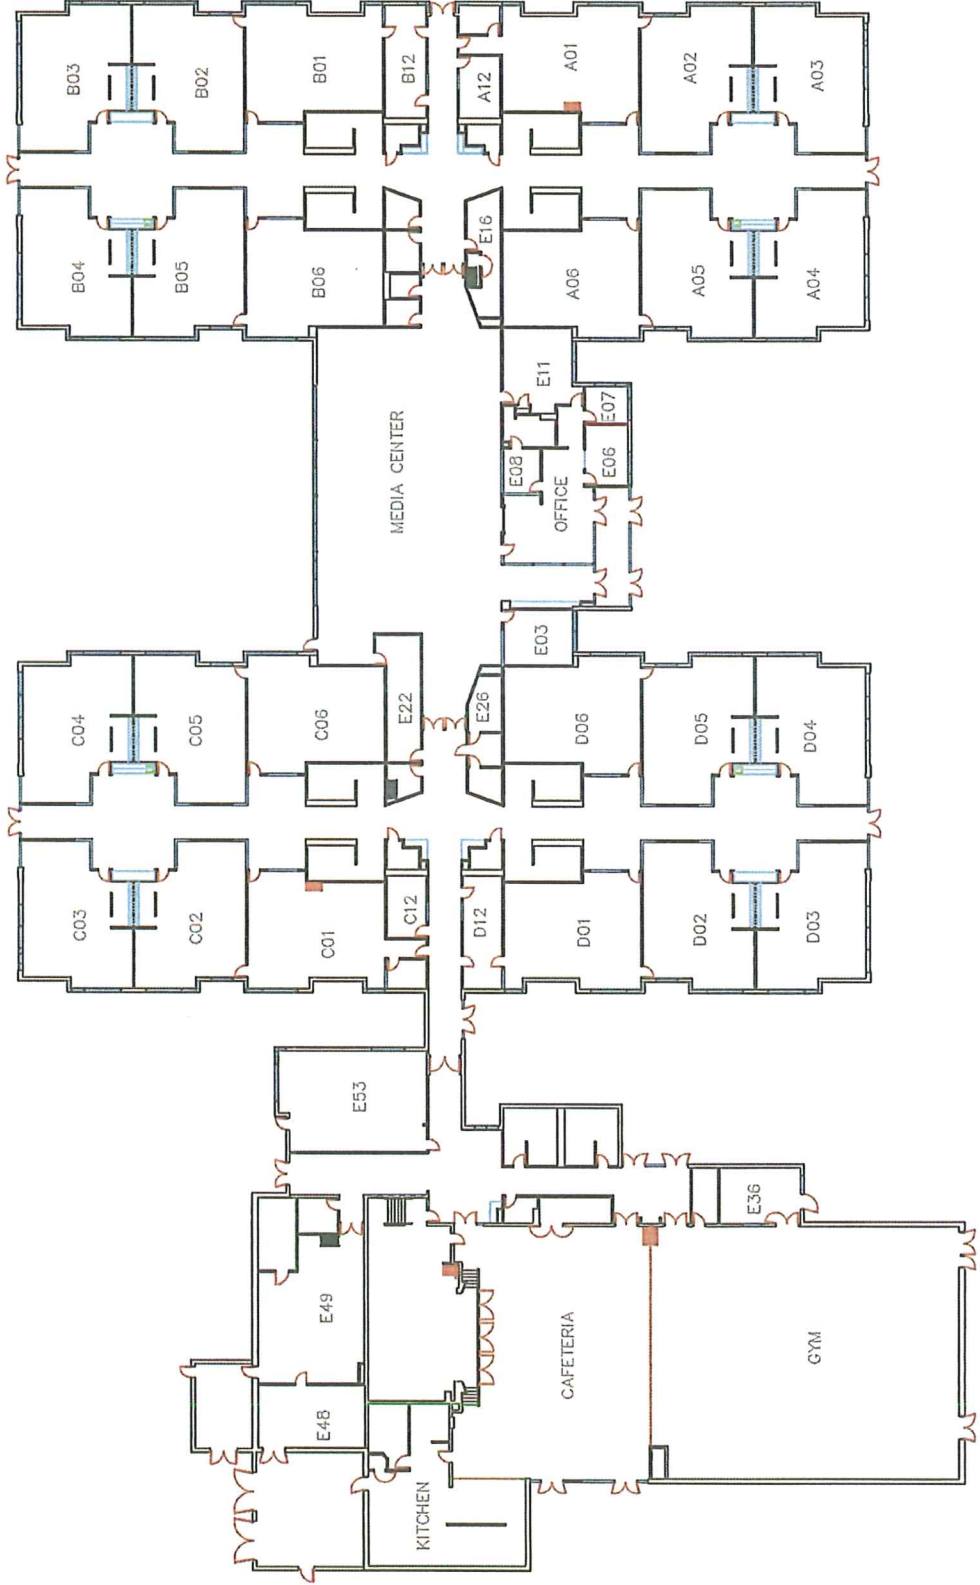 B03
B02
B01
B12
A12
A01
A02
A03
B04
B05
B06
E16
A06
A05
A04
MEDIA CENTER
E11
E07
E08
E06
OFFICE
E03
C04
C05
C06
E22
E26
D06
D05
D04
C03
C02
C01
C12
D12
D01
D02
D03
E53
E36
E49
E48
KITCHEN
CAFETERIA
GYM